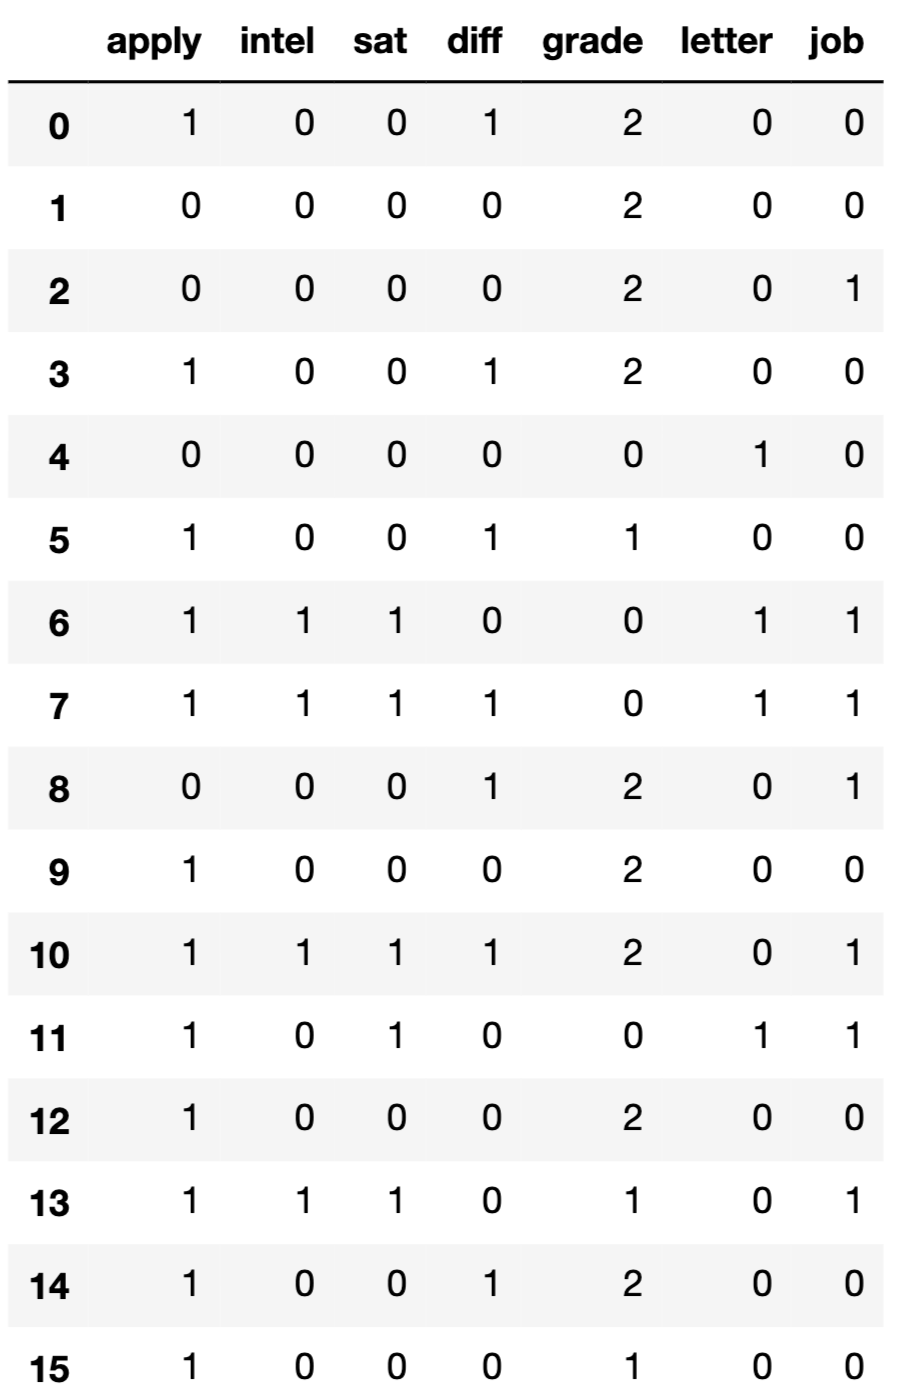 apply intel sat diff grade letter job
0 1 0 0 1 2 0 0
1 0 0 0 0 2 0 0
2 0 0 0 0 2 0 1
3 1 0 0 1 2 0 0
4 0 0 0 0 0 1 0
5 1 0 0 1 1 0 0
6 1 1 1 0 0 1 1
7 1 1 1 1 0 1 1
8 0 0 0 1 2 0 1
9 1 0 0 0 2 0 0
10 1 1 1 1 2 0 1
11 1 0 1 0 0 1 1
12 1 0 0 0 2 0 0
13 1 1 1 0 1 0 1
14 1 0 0 1 2 0 0
15 1 0 0 0 1 0 0